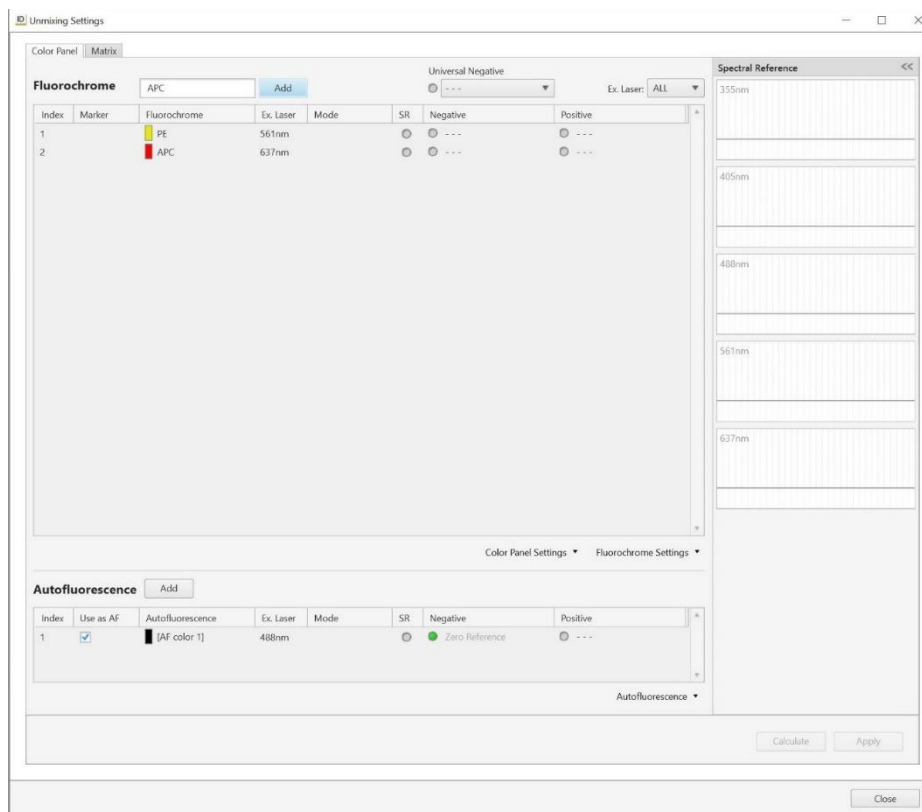 ID Unmixing Settings
Color Panel Matrix
Spectral Reference <<
Universal Negative
Fluorochrome APC Add - - - Ex. Laser: ALL
Index Marker Fluorochrome Ex. Laser Mode SR Negative Positive
1 PE 561nm - - - - - -
2 APC 637nm - - - - - -
355nm
405nm
488nm
561nm
637nm
Color Panel Settings Fluorochrome Settings
Autofluorescence Add
Index Use as AF Autofluorescence Ex. Laser Mode SR Negative Positive
1 [AF color 1] 488nm Zero Reference - - -
Autofluorescence
Calculate Apply
Close